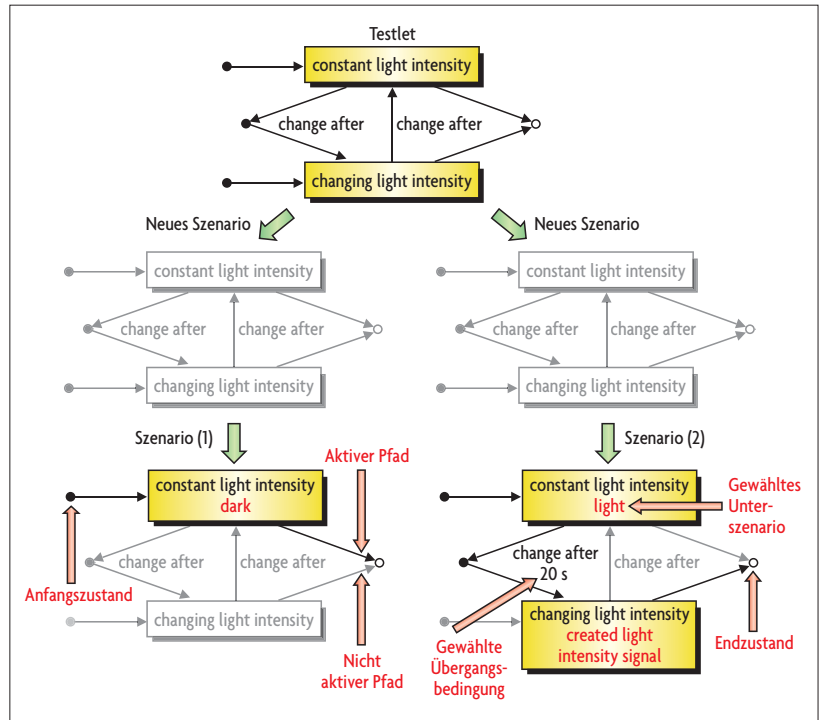 Testlet
constant light intensity
change after
change after
changing light intensity
Neues Szenario
Neues Szenario
constant light intensity
change after
change after
changing light intensity
constant light intensity
change after
change after
changing light intensity
Szenario (1)
Aktiver Pfad
constant light intensity
dark
change after
change after
Anfangszustand
changing light intensity
Nicht
aktiver Pfad
Szenario (2)
constant light intensity
light
Gewähltes
Unter-
szenario
change after
20 s
change after
changing light intensity
created light
intensity signal
Gewählte
Übergangs-
bedingung
Endzustand